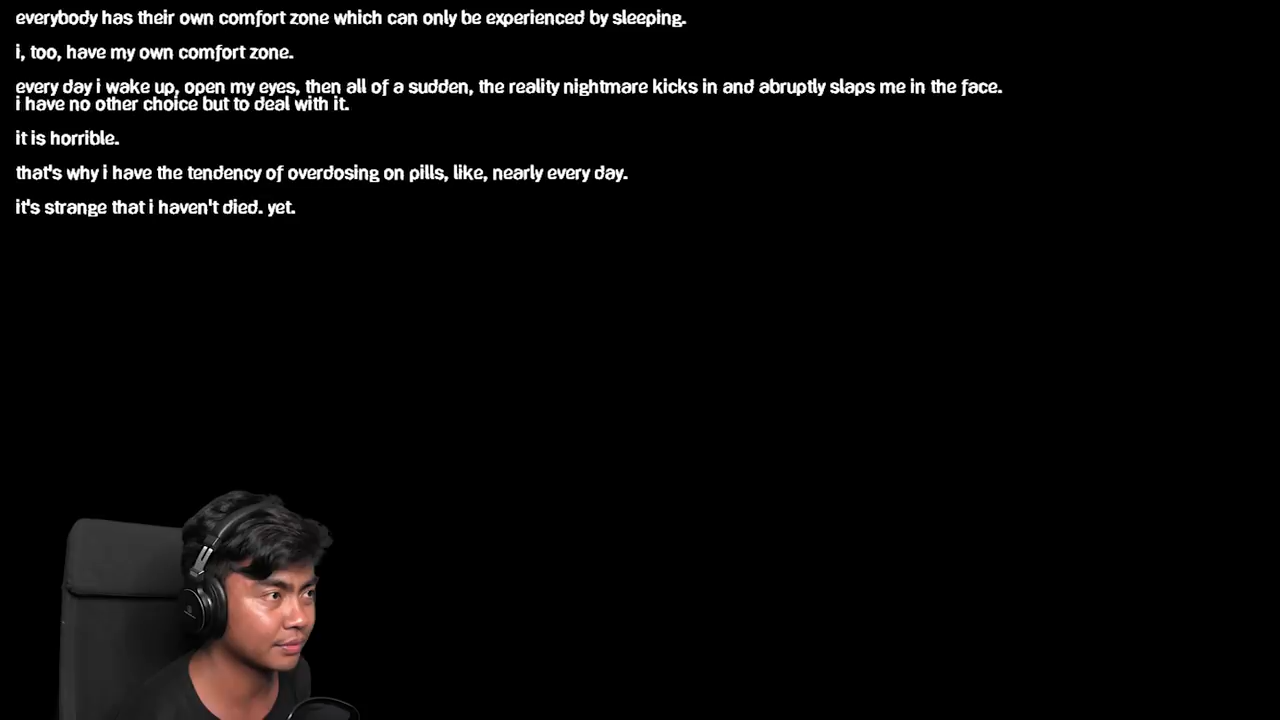 everybody has their own comfort zone which can only be experienced by sleeping.
i, too, have my own comfort zone.
every day i wake up, open my eyes, then all of a sudden, the reality nightmare kicks in and abruptly slaps me in the face.
i have no other choice but to deal with it.
it is horrible.
that's why i have the tendency of overdosing on pills, like, nearly every day.
it's strange that i haven't died. yet.